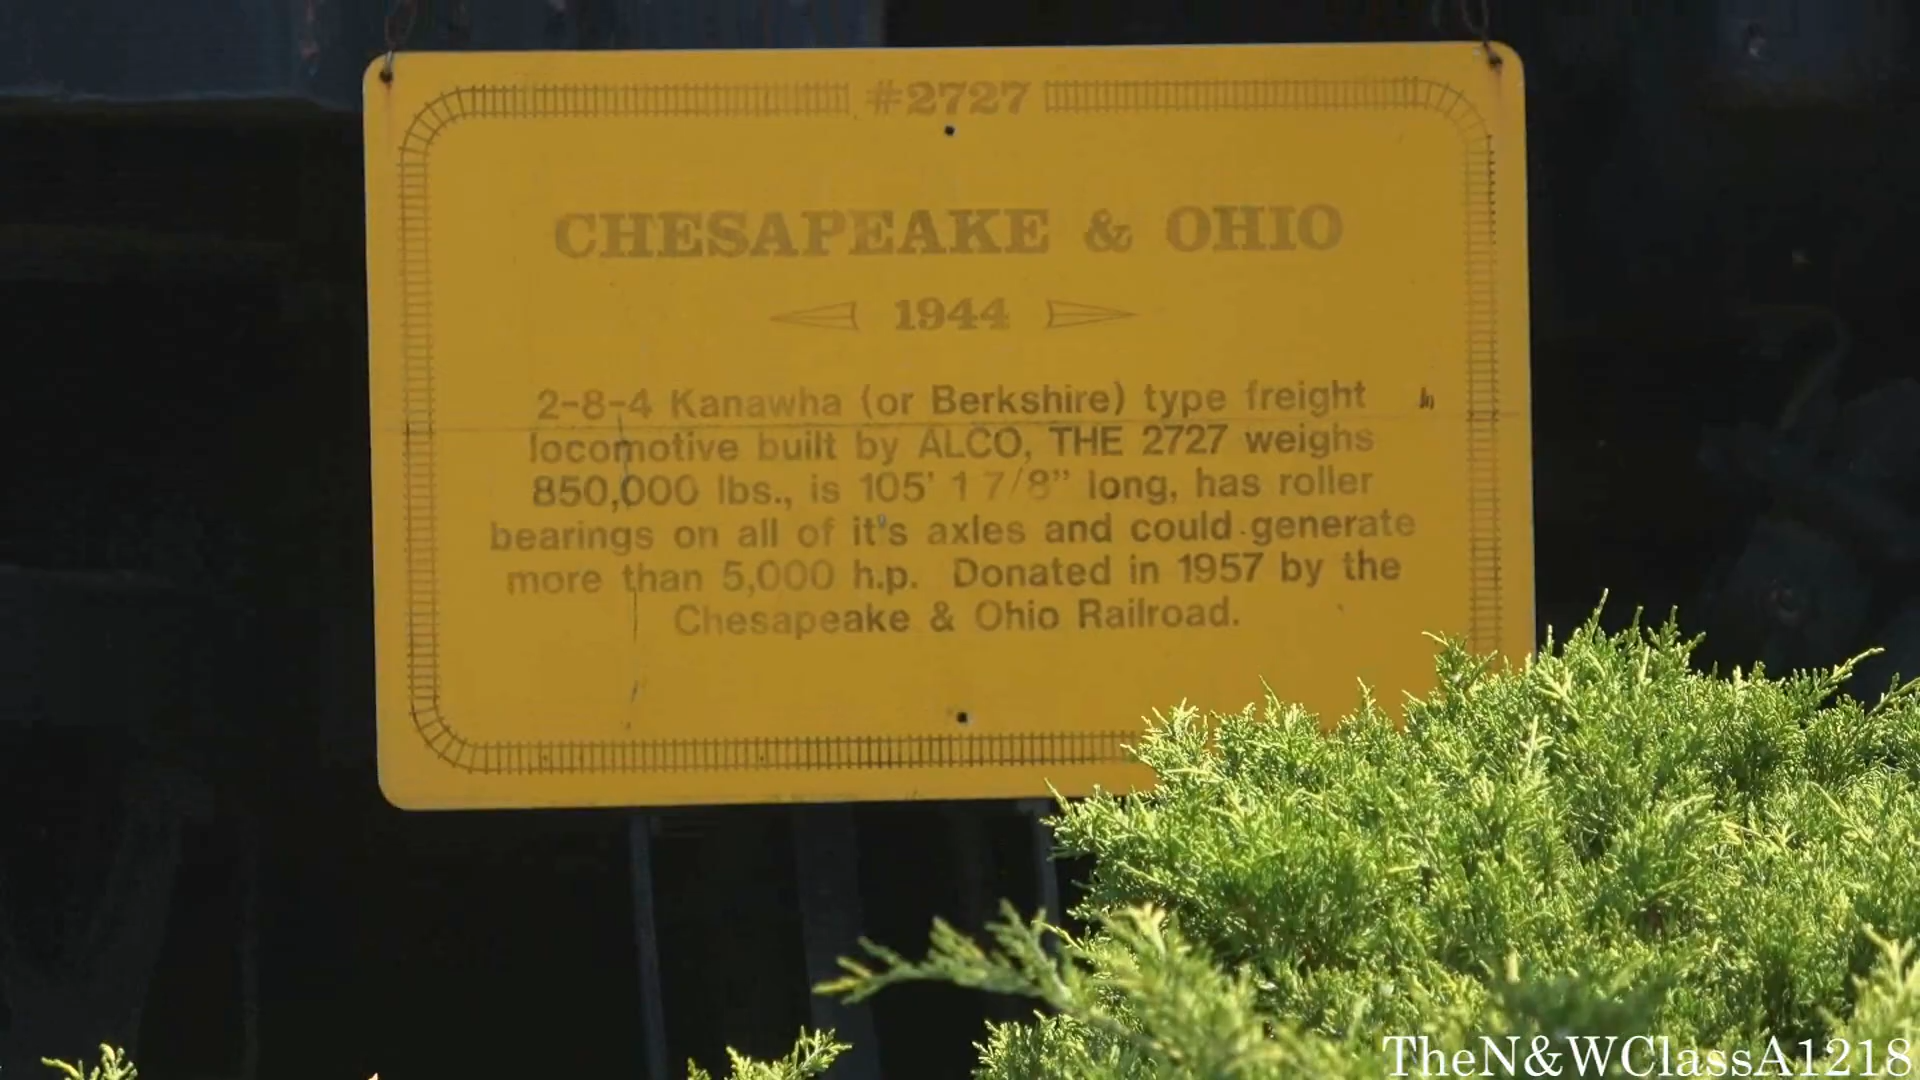 #2727
CHESAPEAKE & OHIO
1944
2-8-4 Kanawha (or Berkshire) type freight
locomotive built by ALCO, THE 2727 weighs
850,000 lbs., is 105' 1 7/8" long, has roller
bearings on all of it's axles and could generate
more than 5,000 h.p. Donated in 1957 by the
Chesapeake & Ohio Railroad.
TheN&WClassA1218